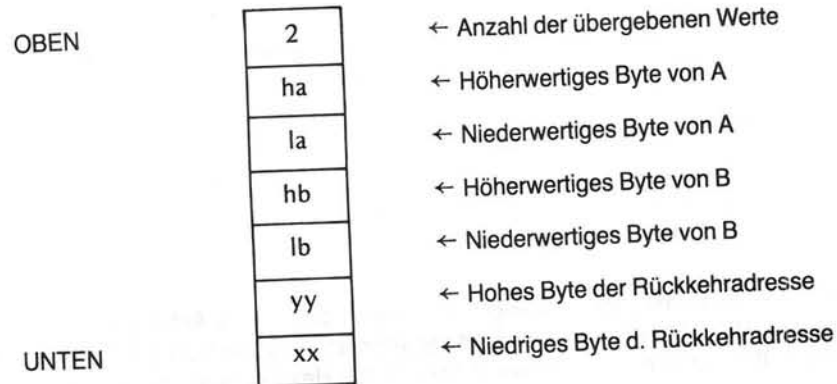 OBEN 2 ← Anzahl der übergebenen Werte
ha ← Höherwertiges Byte von A
la ← Niederwertiges Byte von A
hb ← Höherwertiges Byte von B
lb ← Niederwertiges Byte von B
yy ← Hohes Byte der Rückkehradresse
UNTEN xx ← Niedriges Byte d. Rückkehradresse